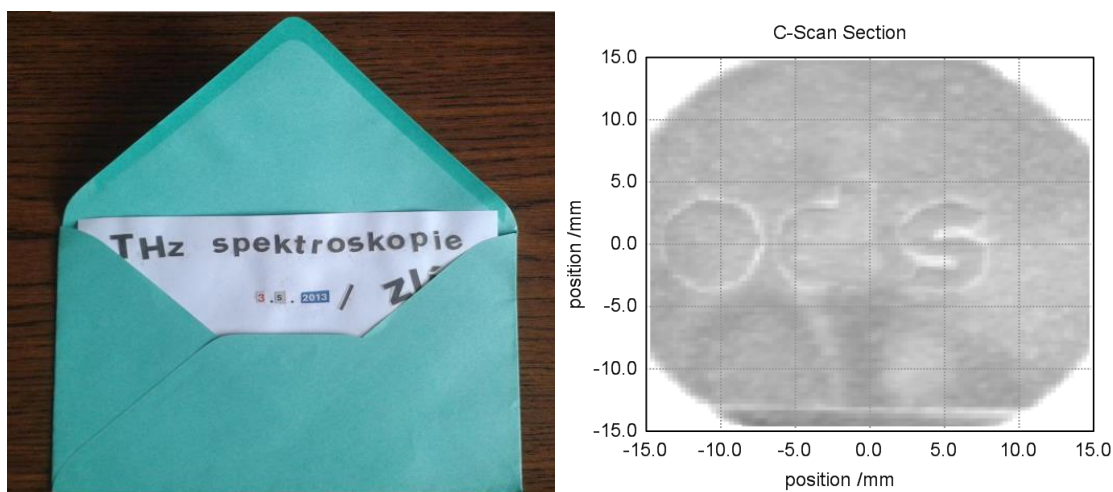 THz spektroskopie
3.5.2013 /
C-Scan Section
15.0
10.0
5.0
0.0
-5.0
-10.0
-15.0
position /mm
s
-15.0 -10.0 -5.0 0.0 5.0 10.0 15.0
position /mm